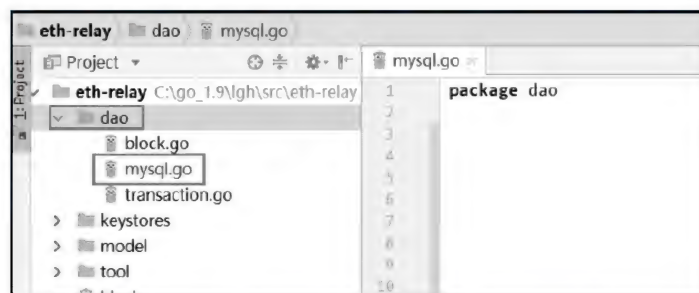 eth-relay dao mysql.go
1: Project
Project
mysql.go
eth-relay C:\go_1.9\lgh\src\eth-relay
dao
block.go
mysql.go
transaction.go
keystores
model
tool
1 package dao
2
3
4
5
6
7
8
9
10